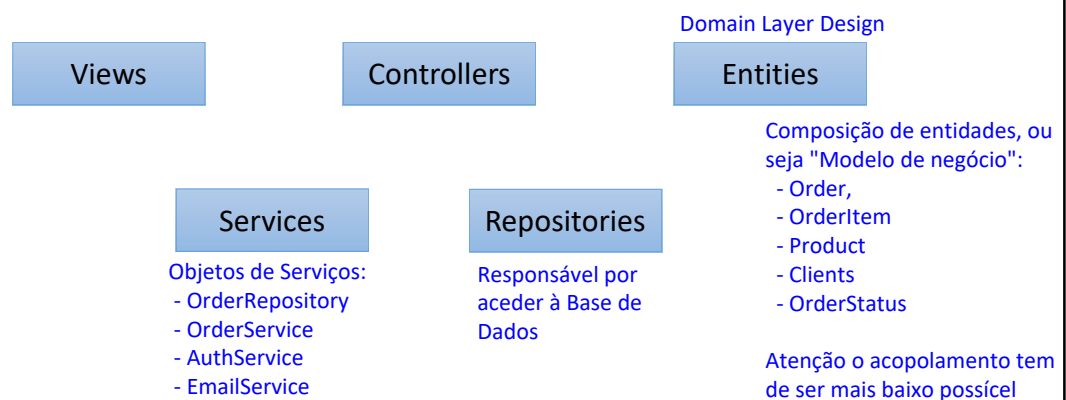 Domain Layer Design
Views
Controllers
Entities
Composição de entidades, ou
seja "Modelo de negócio":
- Order,
- OrderItem
- Product
- Clients
- OrderStatus
Atenção o acopolamento tem
de ser mais baixo possícel
Services
Objetos de Serviços:
- OrderRepository
- OrderService
- AuthService
- EmailService
Repositories
Responsável por
aceder à Base de
Dados